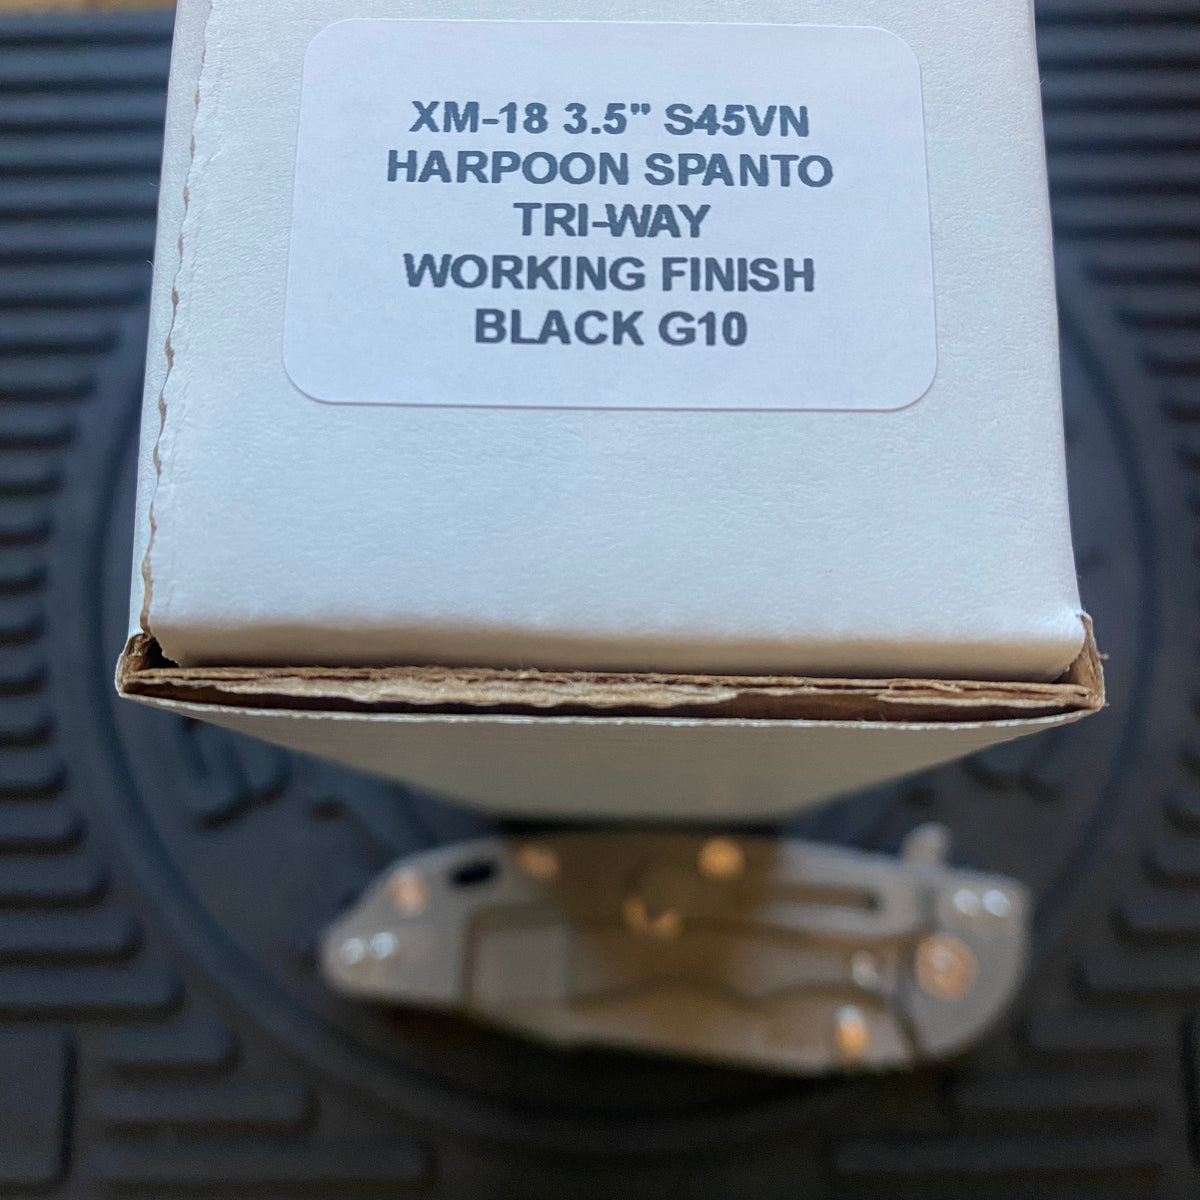 XM-18 3.5" S45VN
HARPOON SPANTO
TRI-WAY
WORKING FINISH
BLACK G10